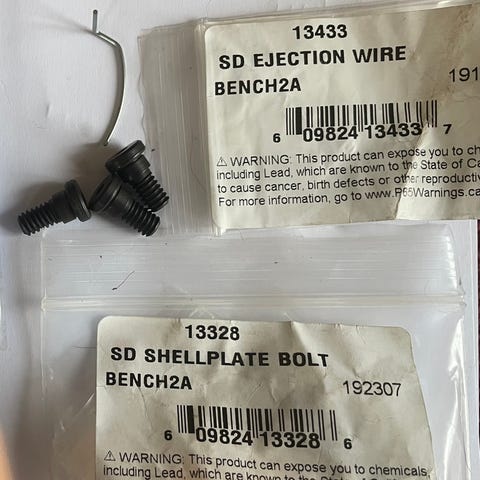 13433
SD EJECTION WIRE
BENCH2A
191
6 09824 13433 7
⚠ WARNING: This product can expose you to
including Lead, which are known to the State of
to cause cancer, birth defects or other
For more information, go to www.P65Warnings.ca
13328
SD SHELLPLATE BOLT
BENCH2A
192307
6 09824 13328 6
⚠ WARNING: This product can expose you to chemicals,
including Lead, which are known to the State of